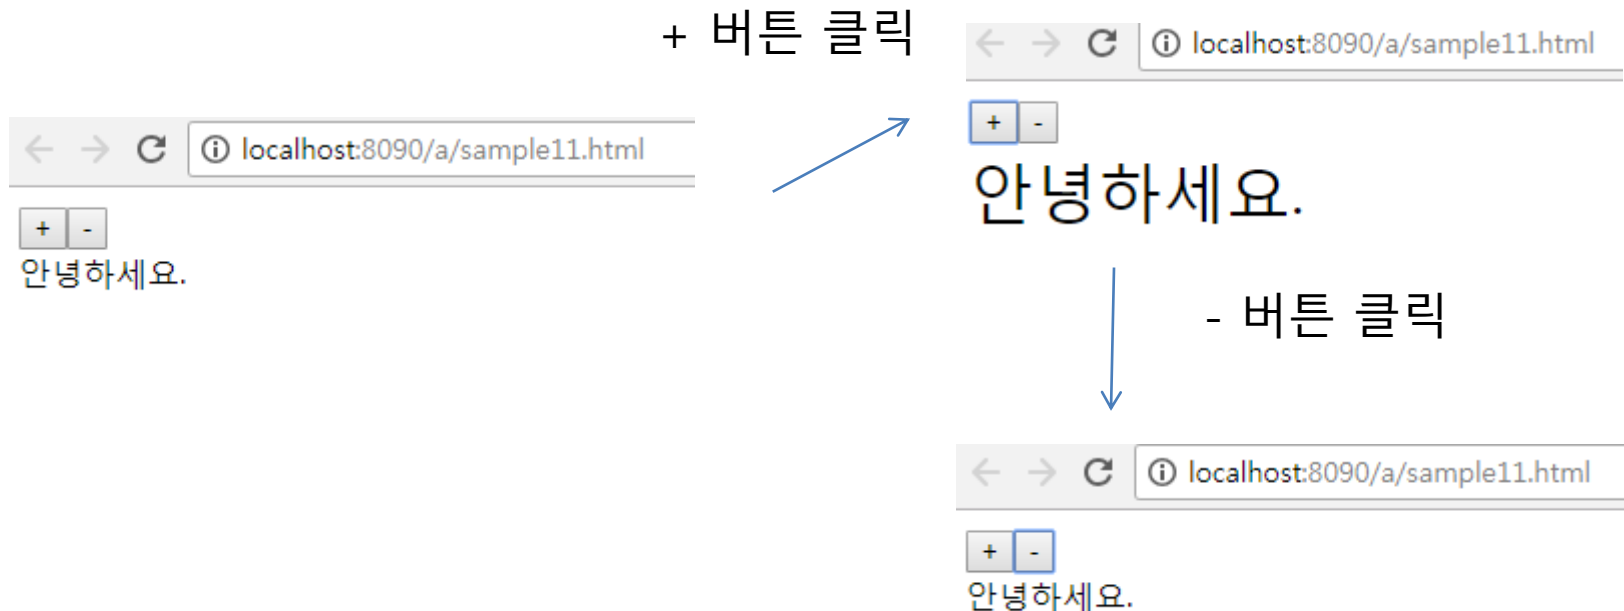 + 버튼 클릭
localhost:8090/a/sample11.html
+ -
안녕하세요.
localhost:8090/a/sample11.html
+ -
안녕하세요.
- 버튼 클릭
localhost:8090/a/sample11.html
+ -
안녕하세요.